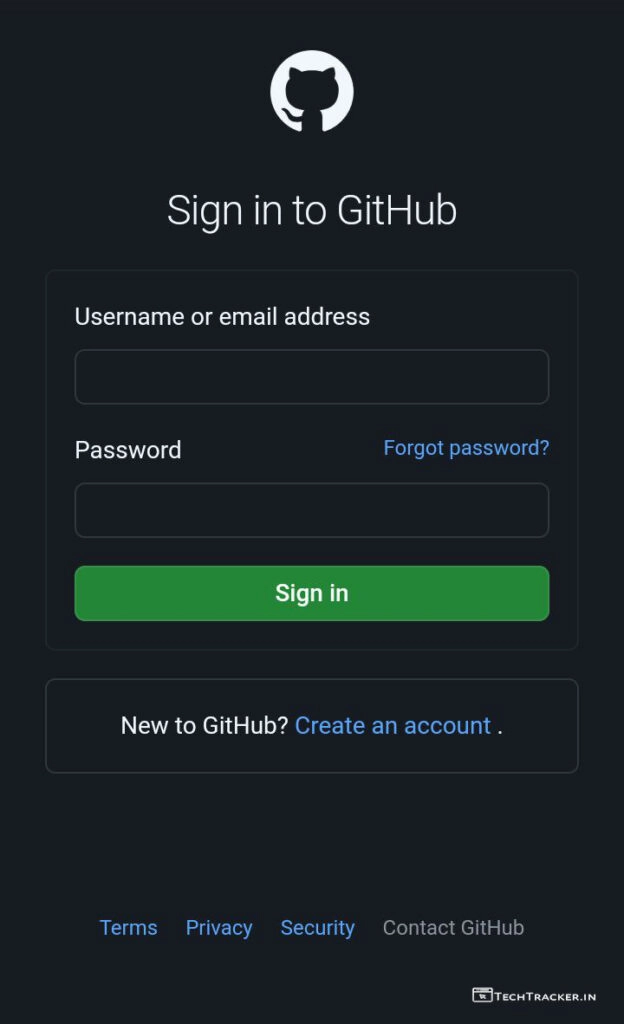 Sign in to GitHub
Username or email address
Password Forgot password?
Sign in
New to GitHub? Create an account .
Terms Privacy Security Contact GitHub
TECHTRACKER.IN